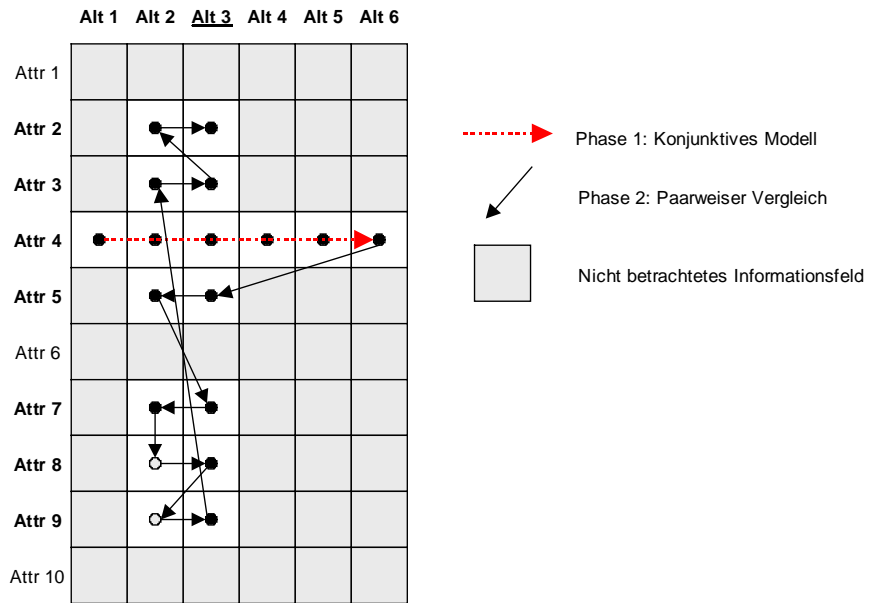 Alt 1 Alt 2 Alt 3 Alt 4 Alt 5 Alt 6
Attr 1
Attr 2
Attr 3
Attr 4
Attr 5
Attr 6
Attr 7
Attr 8
Attr 9
Attr 10
Phase 1: Konjunktives Modell
Phase 2: Paarweiser Vergleich
Nicht betrachtetes Informationsfeld